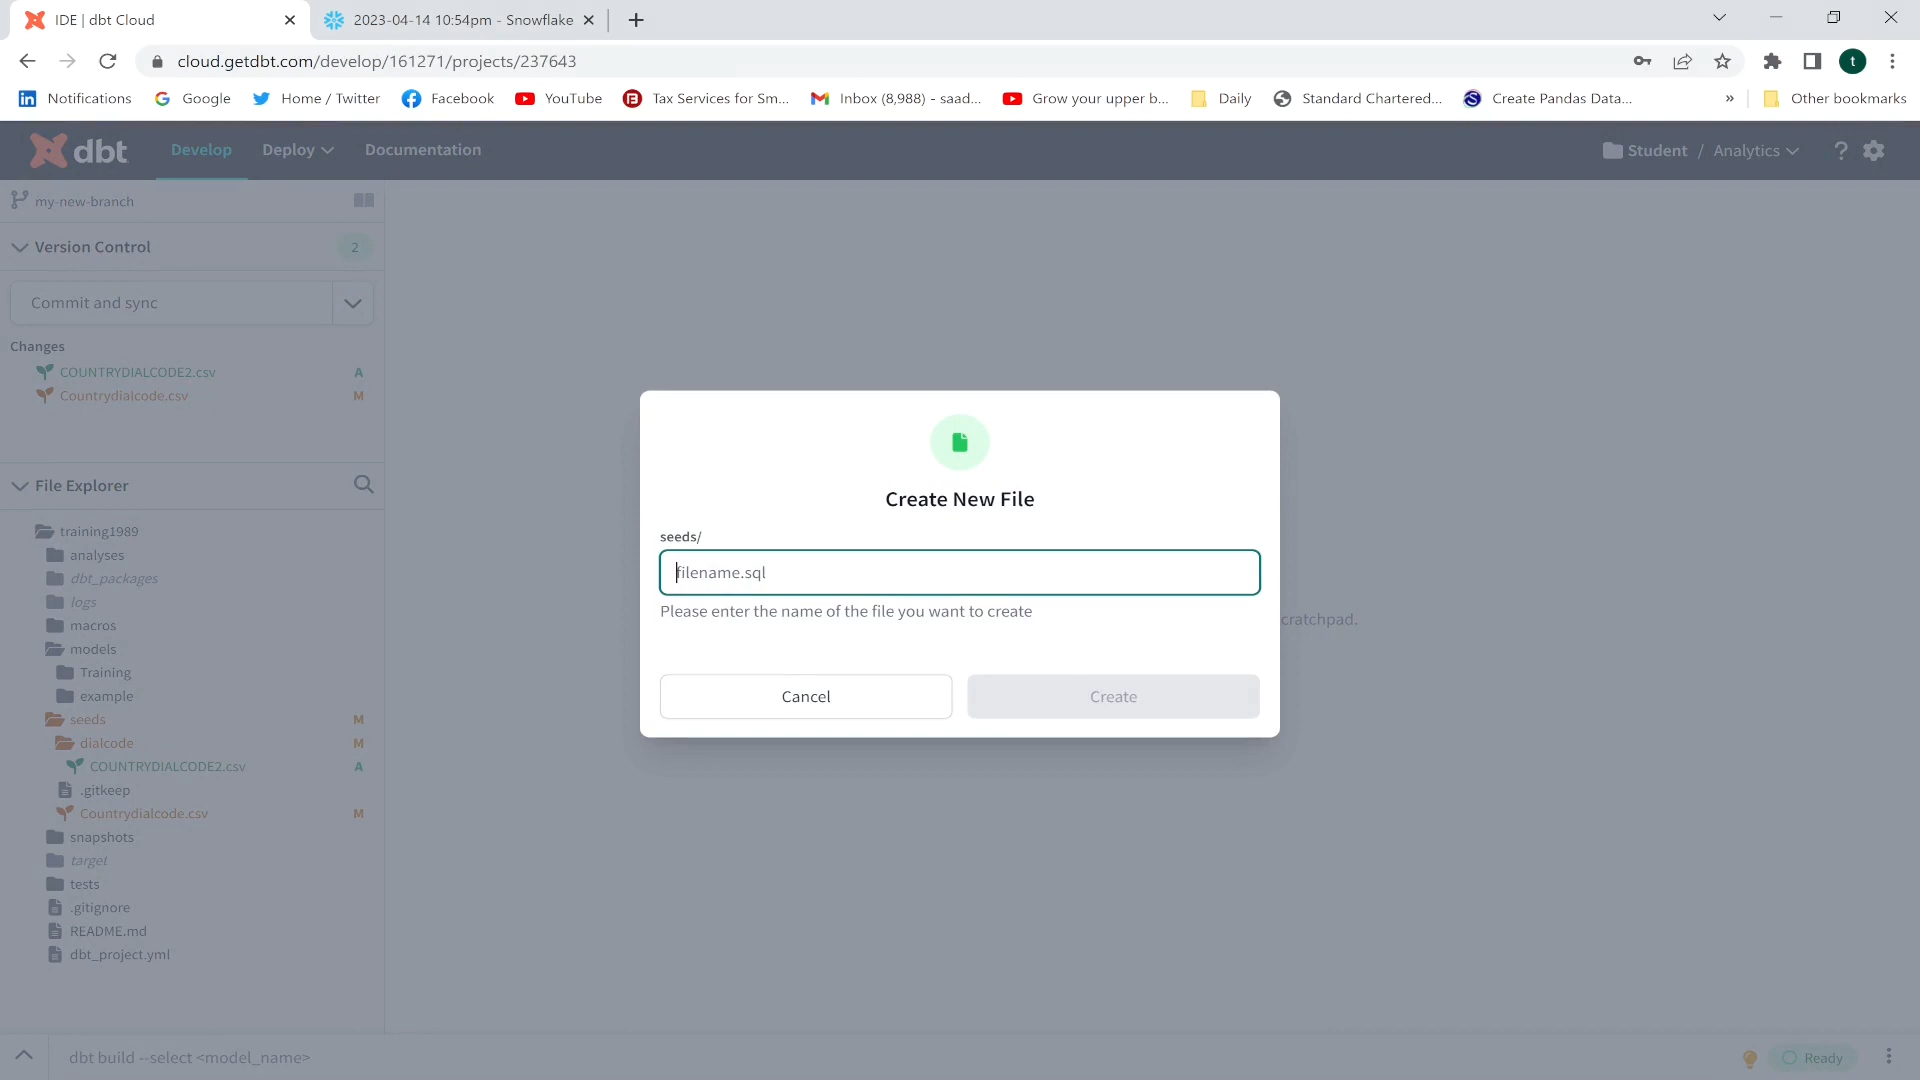 IDE | dbt Cloud
2023-04-14 10:54pm - Snowflake
cloud.getdbt.com/develop/161271/projects/237643
t
Notifications
Google
Home / Twitter
Facebook
YouTube
Tax Services for Sm...
Inbox (8,988) - saad...
Grow your upper b...
Daily
Standard Chartered...
Create Pandas Data...
»
Other bookmarks
dbt
Develop
Deploy
Documentation
Student / Analytics
?
my-new-branch
Version Control 2
Commit and sync
Changes
COUNTRYDIALCODE2.csv A
Countrydialcode.csv M
File Explorer
training1989
analyses
dbt_packages
logs
macros
models
Training
example
seeds M
dialcode M
COUNTRYDIALCODE2.csv A
.gitkeep
Countrydialcode.csv M
snapshots
target
tests
.gitignore
README.md
dbt_project.yml
Create New File
seeds/
filename.sql
Please enter the name of the file you want to create
cratchpad.
Cancel
Create
dbt build --select <model_name>
Ready